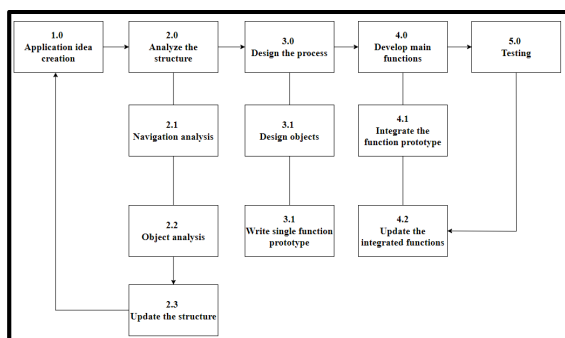 1.0
Application idea
creation
2.0
Analyze the
structure
3.0
Design the process
4.0
Develop main
functions
5.0
Testing
2.1
Navigation analysis
3.1
Design objects
4.1
Integrate the
function prototype
2.2
Object analysis
3.1
Write single function
prototype
4.2
Update the
integrated functions
2.3
Update the structure